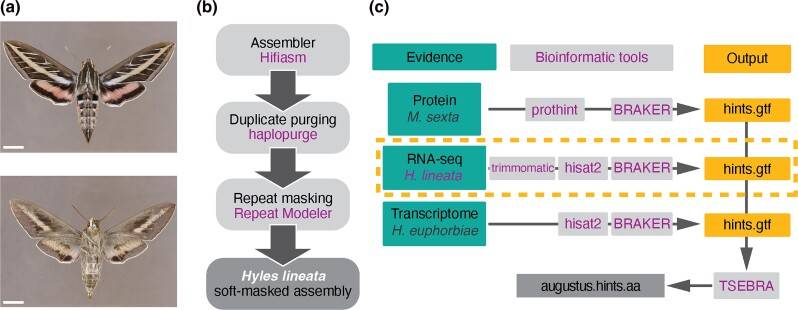 (a)
(b)
Assembler
Hifiasm
Duplicate purging
haplopurge
Repeat masking
Repeat Modeler
Hyles lineata
soft-masked assembly
(c)
Evidence
Bioinformatic tools
Output
Protein
M. sexta
prothint
BRAKER
hints.gtf
RNA-seq
H. lineata
trimmomatic
hisat2
BRAKER
hints.gtf
Transcriptome
H. euphorbiae
hisat2
BRAKER
hints.gtf
augustus.hints.aa
TSEBRA